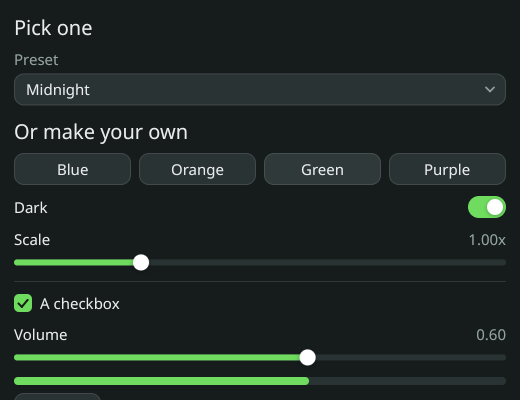 Pick one
Preset
Midnight
Or make your own
Blue Orange Green Purple
Dark
Scale 1.00x
A checkbox
Volume 0.60